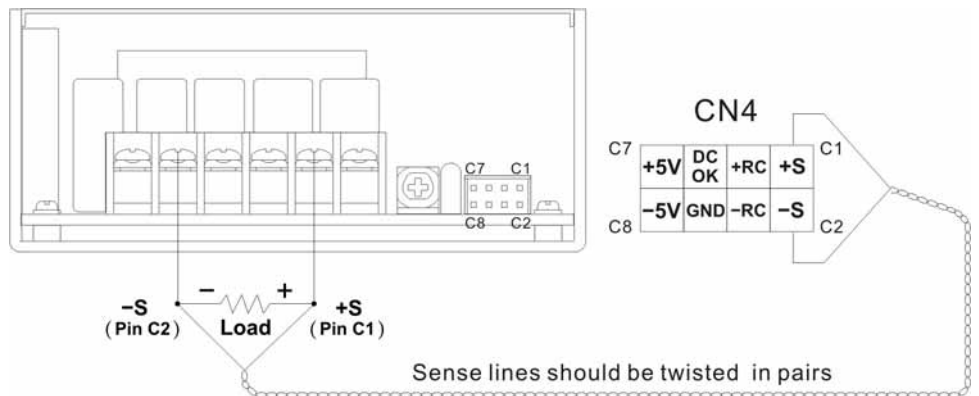 CN4
C7 C1
+5V DC OK +RC +S
−5V GND −RC −S
C8 C2
C7 C1
C8 C2
−S − + +S
(Pin C2) Load (Pin C1)
Sense lines should be twisted in pairs